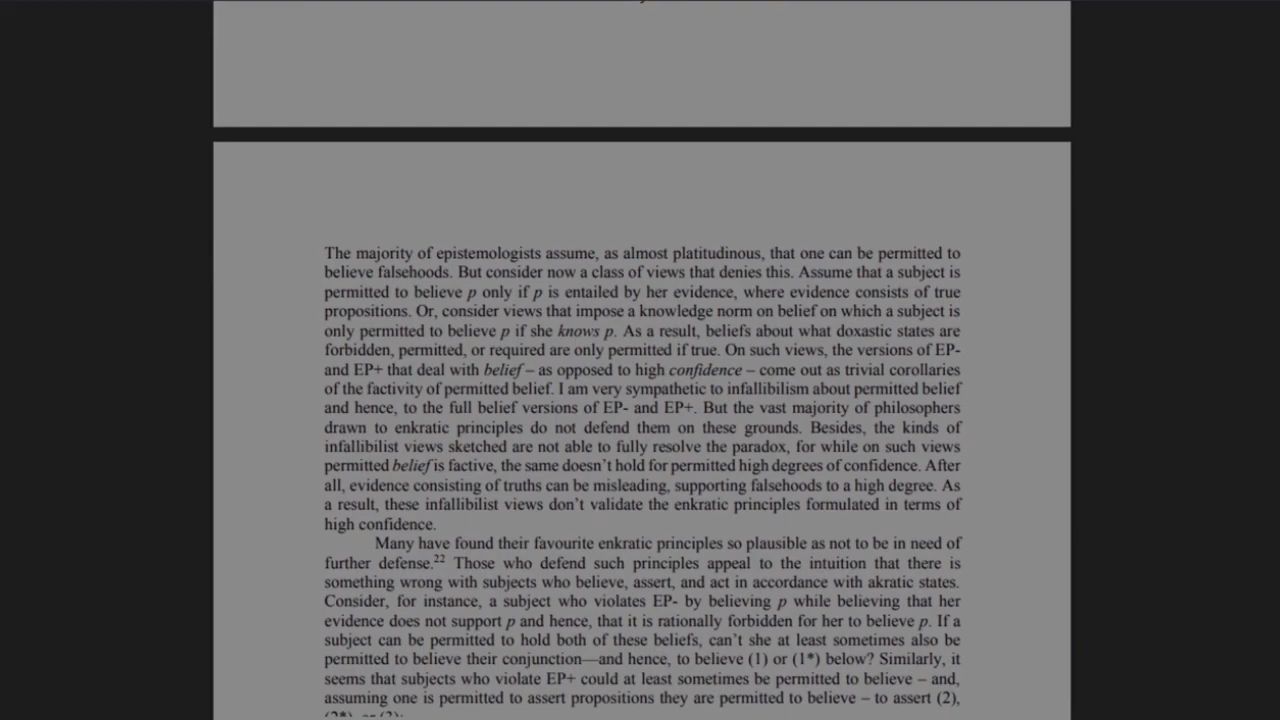 The majority of epistemologists assume, as almost platitudinous, that one can be permitted to
believe falsehoods. But consider now a class of views that denies this. Assume that a subject is
permitted to believe p only if p is entailed by her evidence, where evidence consists of true
propositions. Or, consider views that impose a knowledge norm on belief on which a subject is
only permitted to believe p if she knows p. As a result, beliefs about what doxastic states are
forbidden, permitted, or required are only permitted if true. On such views, the versions of EP-
and EP+ that deal with belief – as opposed to high confidence – come out as trivial corollaries
of the factivity of permitted belief. I am very sympathetic to infallibilism about permitted belief
and hence, to the full belief versions of EP- and EP+. But the vast majority of philosophers
drawn to enkratic principles do not defend them on these grounds. Besides, the kinds of
infallibilist views sketched are not able to fully resolve the paradox, for while on such views
permitted belief is factive, the same doesn't hold for permitted high degrees of confidence. After
all, evidence consisting of truths can be misleading, supporting falsehoods to a high degree. As
a result, these infallibilist views don't validate the enkratic principles formulated in terms of
high confidence.
Many have found their favourite enkratic principles so plausible as not to be in need of
further defense.22 Those who defend such principles appeal to the intuition that there is
something wrong with subjects who believe, assert, and act in accordance with akratic states.
Consider, for instance, a subject who violates EP- by believing p while believing that her
evidence does not support p and hence, that it is rationally forbidden for her to believe p. If a
subject can be permitted to hold both of these beliefs, can't she at least sometimes also be
permitted to believe their conjunction—and hence, to believe (1) or (1*) below? Similarly, it
seems that subjects who violate EP+ could at least sometimes be permitted to believe – and,
assuming one is permitted to assert propositions they are permitted to believe – to assert (2),